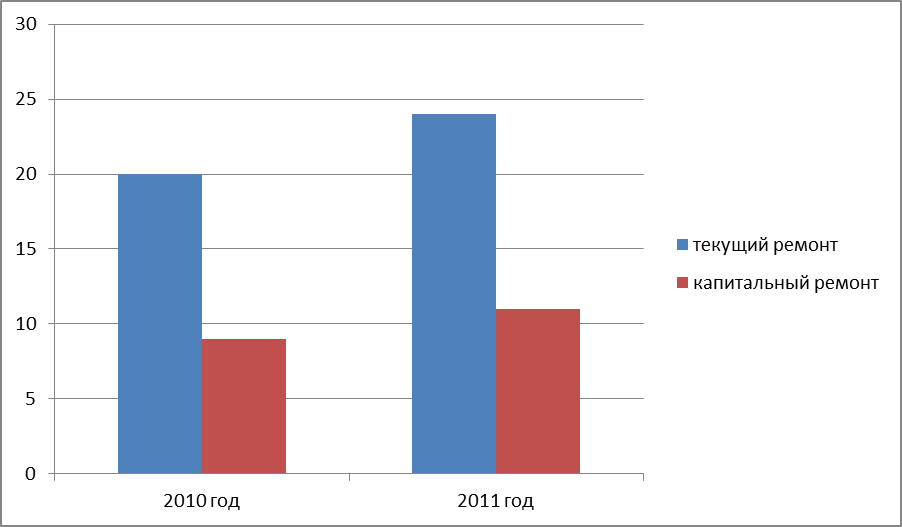 30
25
20
15
10
5
0
2010 год
2011 год
текущий ремонт
капитальный ремонт